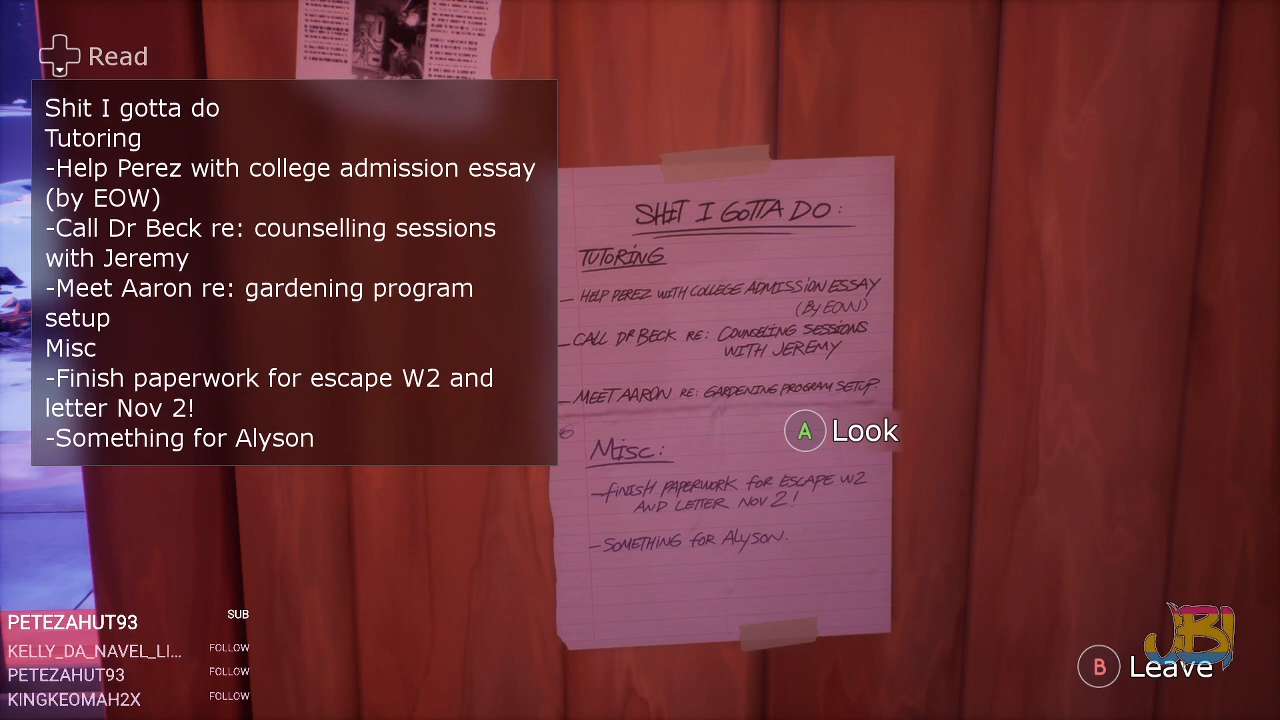 Read
Shit I gotta do
Tutoring
-Help Perez with college admission essay
(by EOW)
-Call Dr Beck re: counselling sessions
with Jeremy
-Meet Aaron re: gardening program
setup
Misc
-Finish paperwork for escape W2 and
letter Nov 2!
-Something for Alyson
SHIT I GOTTA DO:
TUTORING
- HELP PEREZ WITH COLLEGE ADMISSION ESSAY
(BY EOW)
- CALL DR BECK RE: COUNSELING SESSIONS
WITH JEREMY
- MEET AARON RE: GARDENING PROGRAM SETUP.
MISC:
- FINISH PAPERWORK FOR ESCAPE W2
AND LETTER NOV 2!
- SOMETHING FOR ALYSON.
A Look
B Leave
JBI
PETEZAHUT93 SUB
KELLY_DA_NAVEL_LI... FOLLOW
PETEZAHUT93 FOLLOW
KINGKEOMAH2X FOLLOW